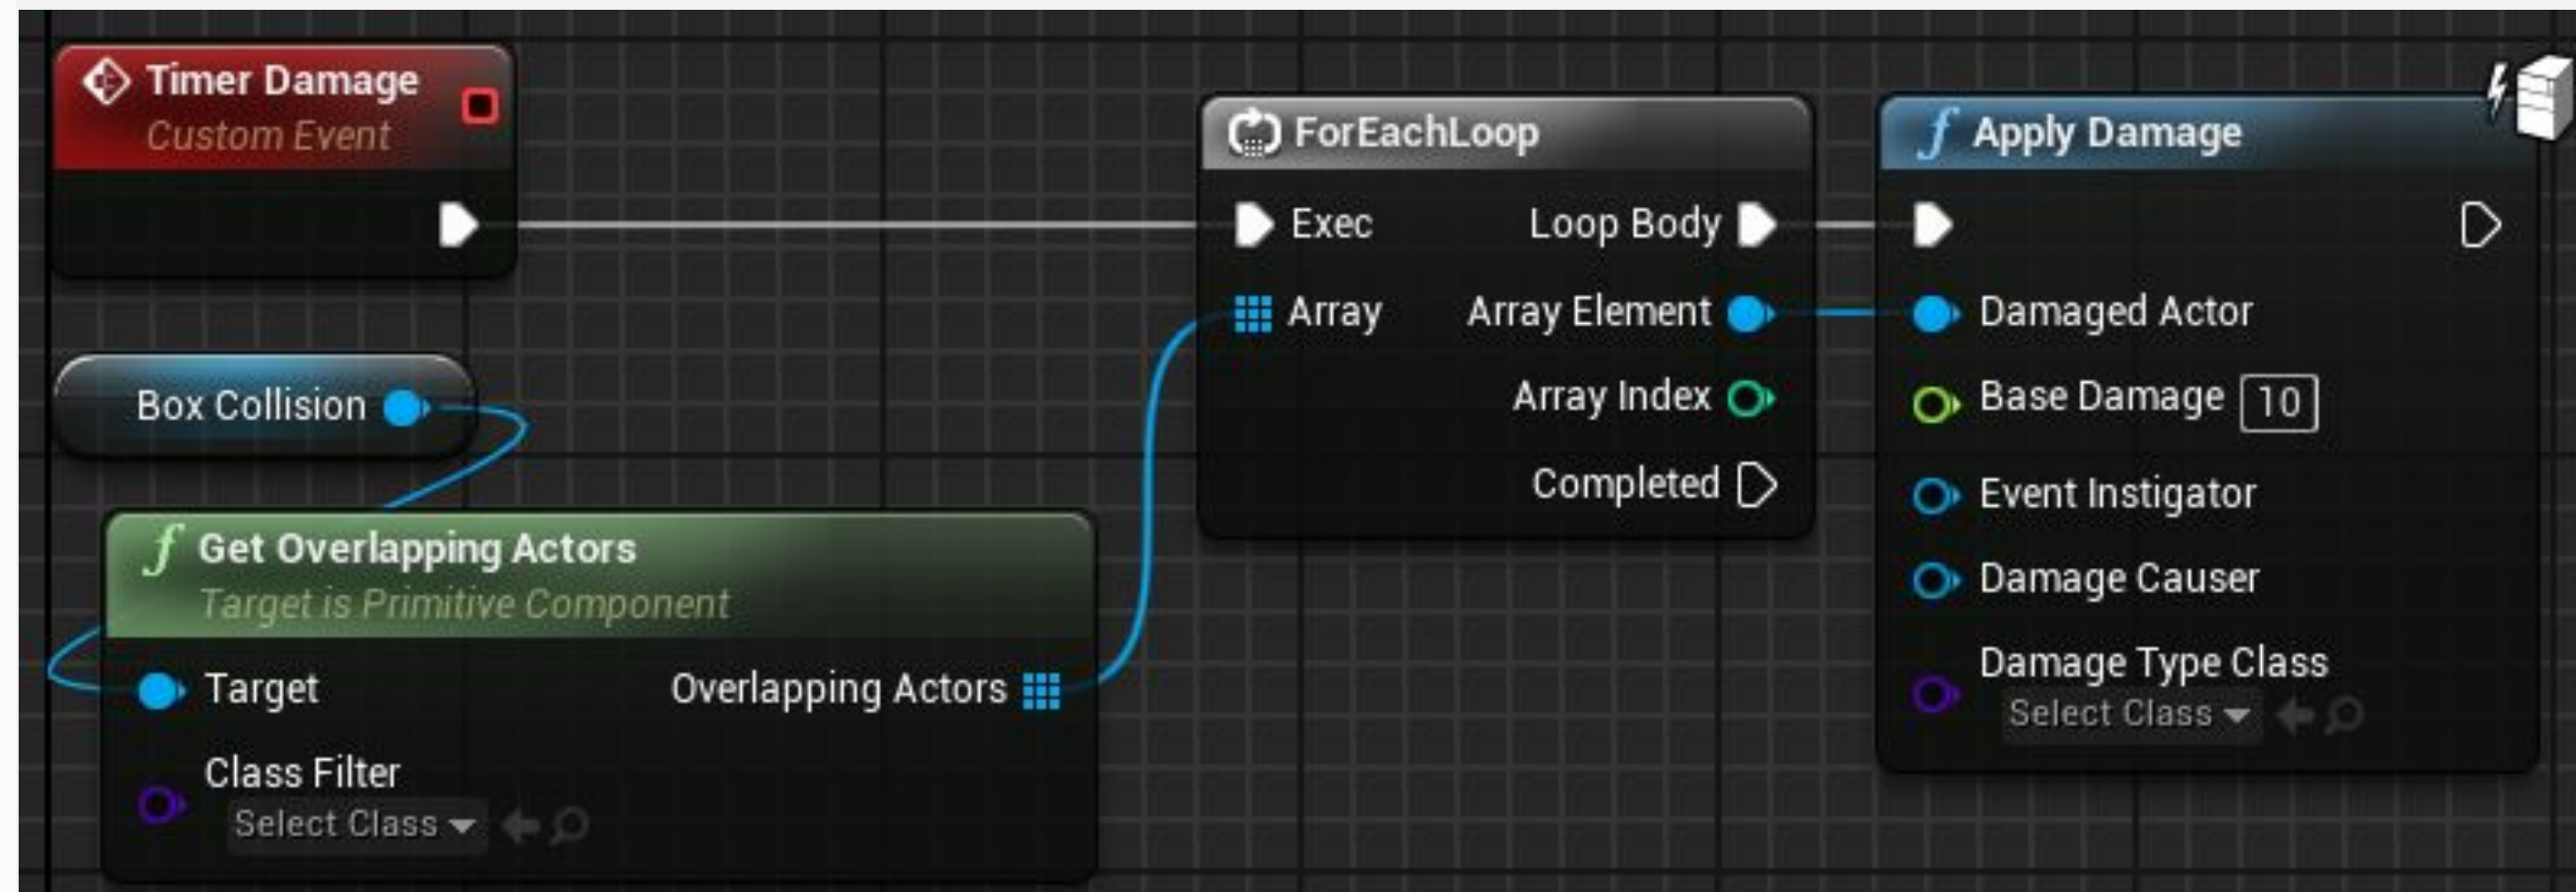 Timer Damage
Custom Event
Box Collision
Get Overlapping Actors
Target is Primitive Component
Target
Overlapping Actors
Class Filter
Select Class
ForEachLoop
Exec
Loop Body
Array
Array Element
Array Index
Completed
Apply Damage
Damaged Actor
Base Damage 10
Event Instigator
Damage Causer
Damage Type Class
Select Class